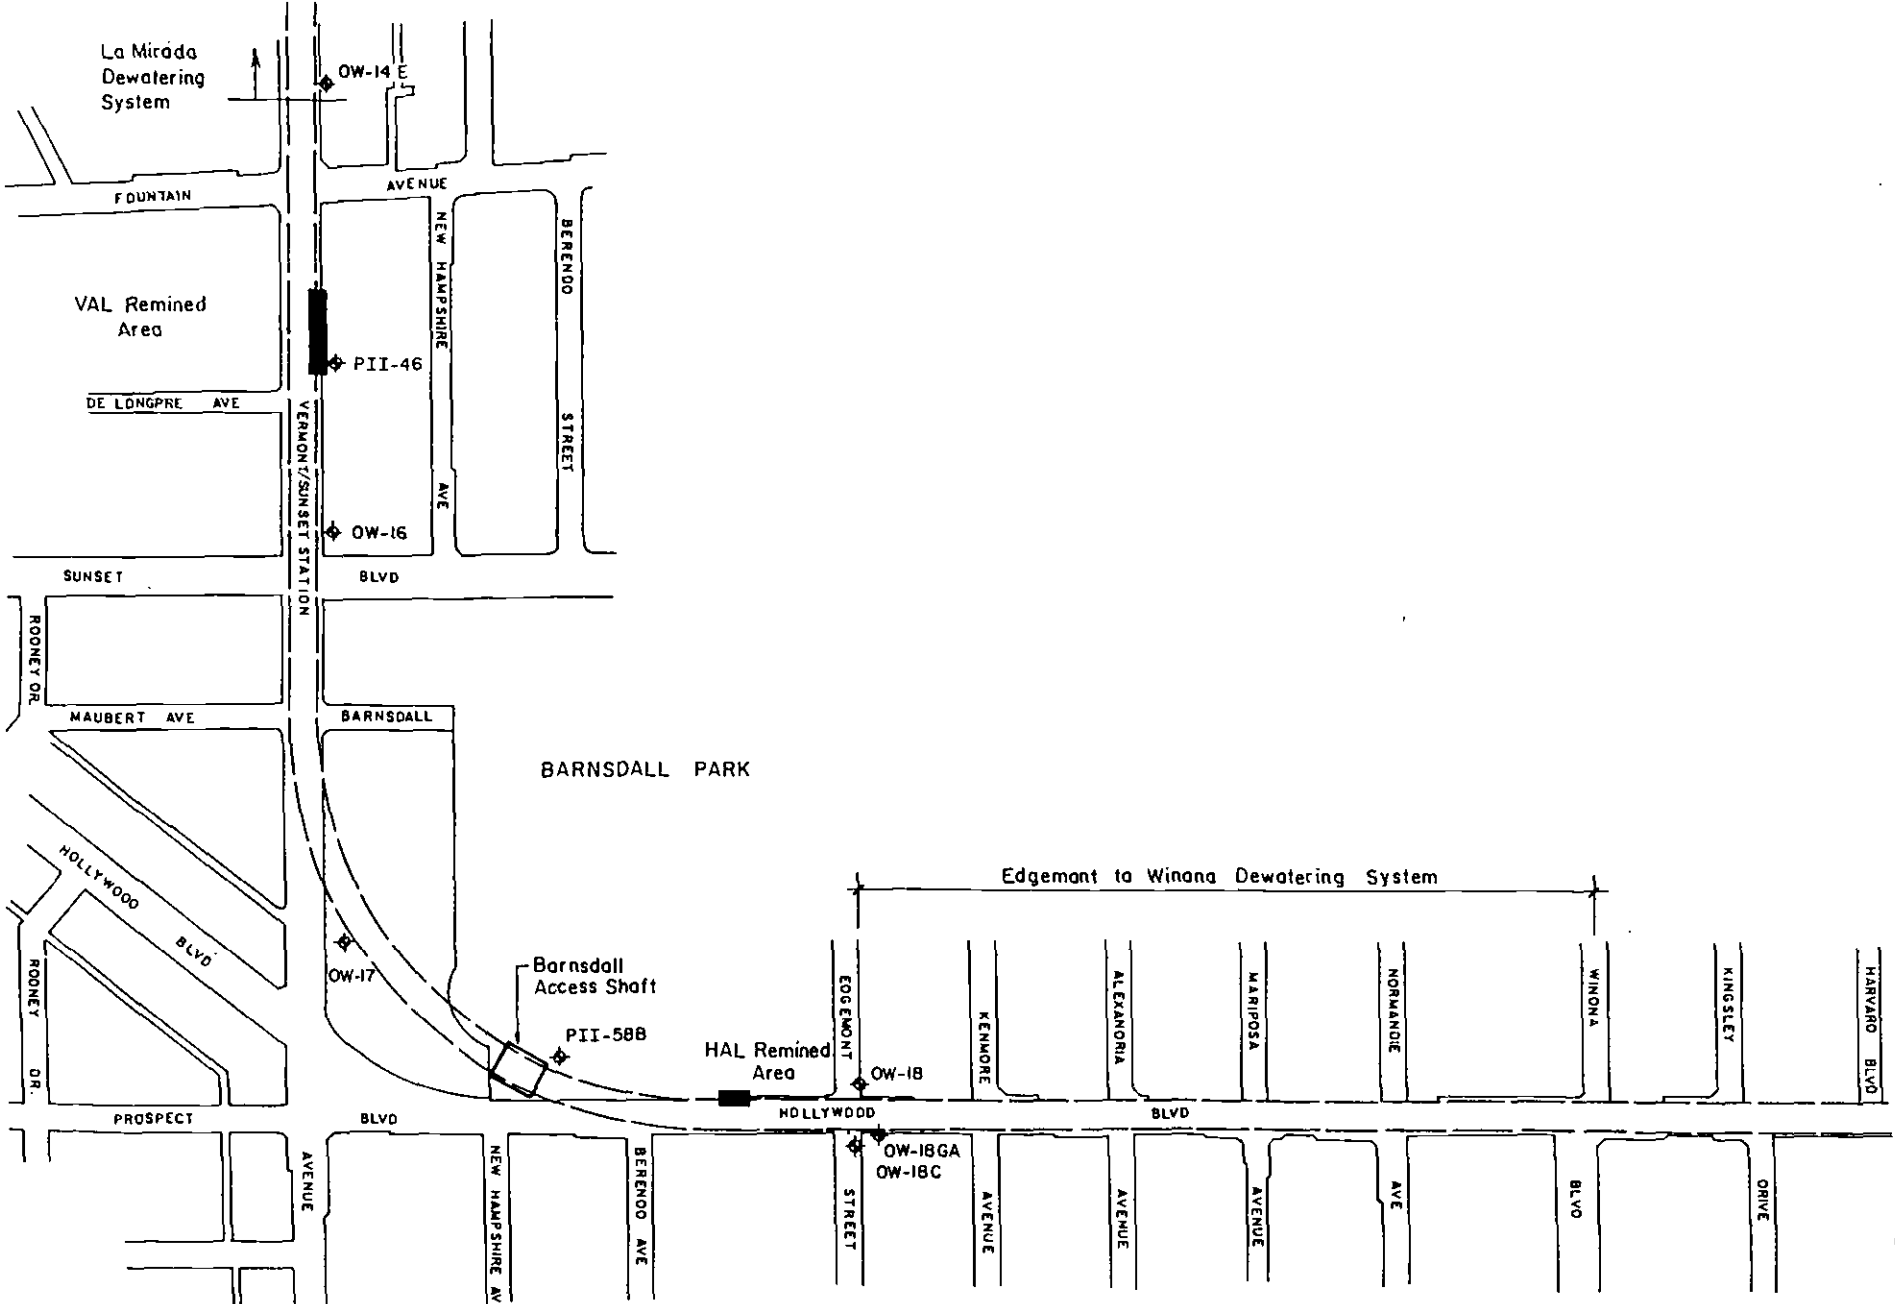 La Mirada
Dewatering
System
OW-14 E
FOUNTAIN
AVENUE
NEW HAMPSHIRE
AVE
BERENDO
STREET
VAL Remined
Area
PII-46
DE LONGPRE AVE
VERMONT/SUNSET STATION
OW-16
SUNSET
BLVD
ROONEY DR.
MAUBERT AVE
BARNSDALL
BARNSDALL PARK
HOLLYWOOD
BLVD
OW-17
ROONEY
DR.
Barnsdall
Access Shaft
PII-58B
HAL Remined
Area
Edgemont to Winona Dewatering System
EDGEMONT
OW-18
KENMORE
ALEXANDRIA
MARIPOSA
NORMANDIE
WINONA
KINGSLEY
HARVARD BLVD
PROSPECT
BLVD
HOLLYWOOD
BLVD
OW-18GA
OW-18C
AVENUE
NEW HAMPSHIRE AV
BERENDO AVE
STREET
AVENUE
AVENUE
AVENUE
AVE
BLVD
DRIVE